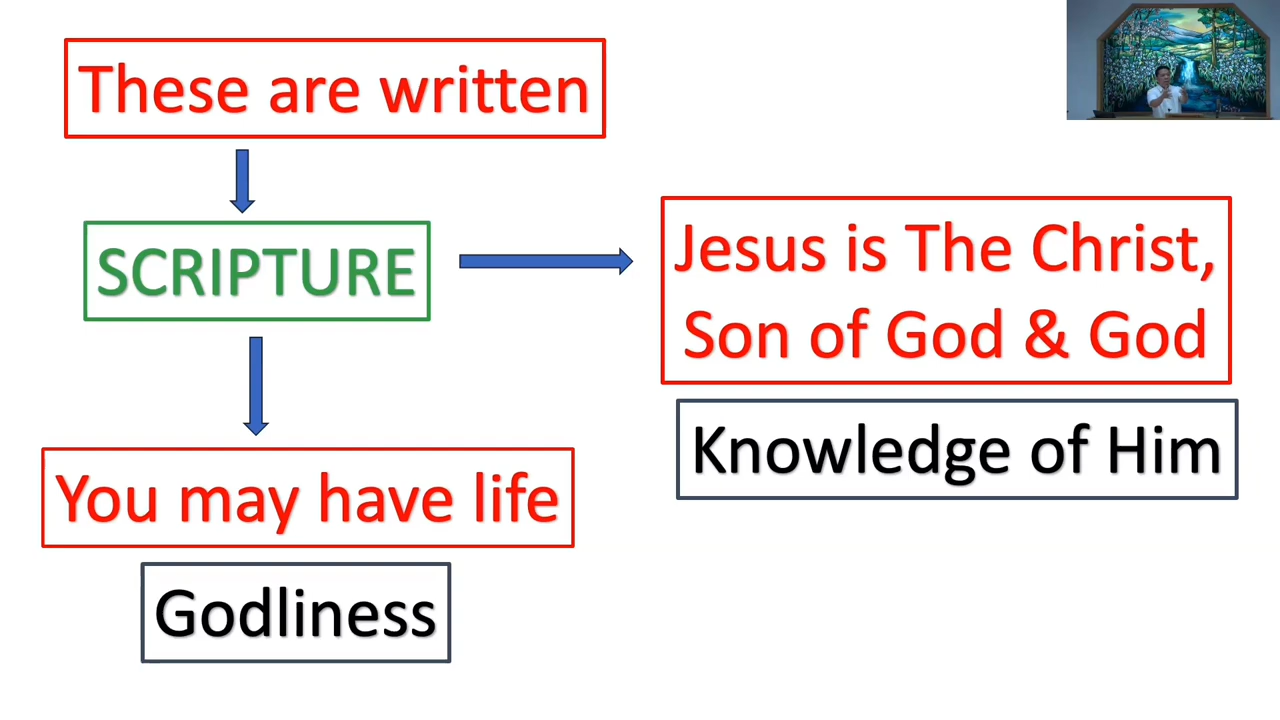 These are written
SCRIPTURE
Jesus is The Christ,
Son of God & God
Knowledge of Him
You may have life
Godliness